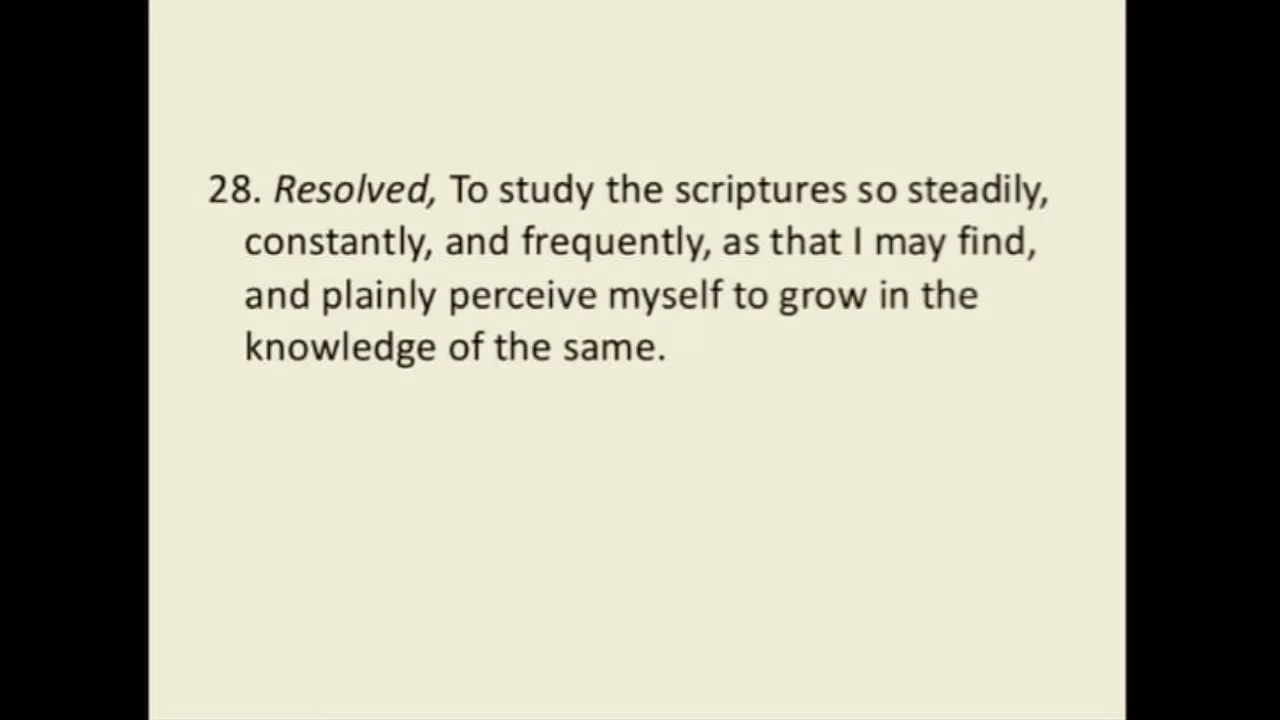 28. Resolved, To study the scriptures so steadily,
constantly, and frequently, as that I may find,
and plainly perceive myself to grow in the
knowledge of the same.